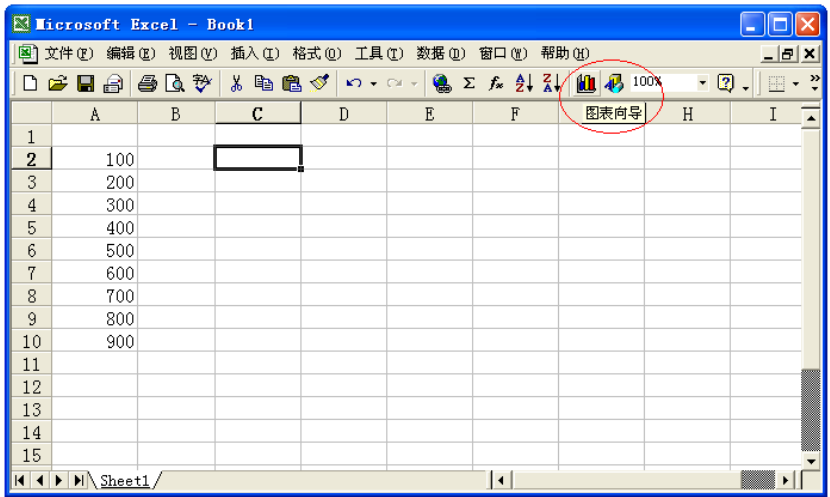 Microsoft Excel - Book1
文件(F) 编辑(E) 视图(V) 插入(I) 格式(O) 工具(T) 数据(D) 窗口(W) 帮助(H)
Σ fx A Z Z A 100% ?
图表向导
A B C D E F H I
1
2 100
3 200
4 300
5 400
6 500
7 600
8 700
9 800
10 900
11
12
13
14
15
Sheet1